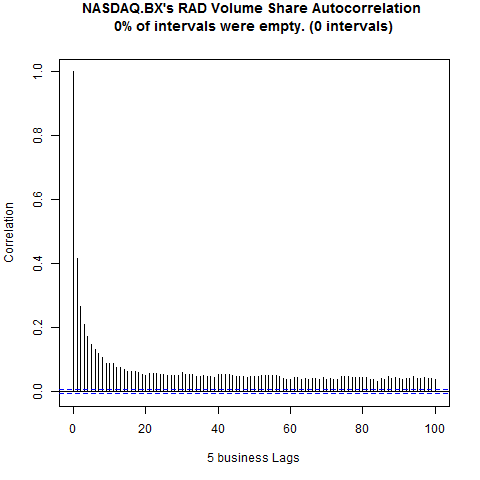 NASDAQ.BX's RAD Volume Share Autocorrelation
0% of intervals were empty. (0 intervals)
1.0
0.8
0.6
0.4
0.2
0.0
Correlation
0 20 40 60 80 100
5 business Lags